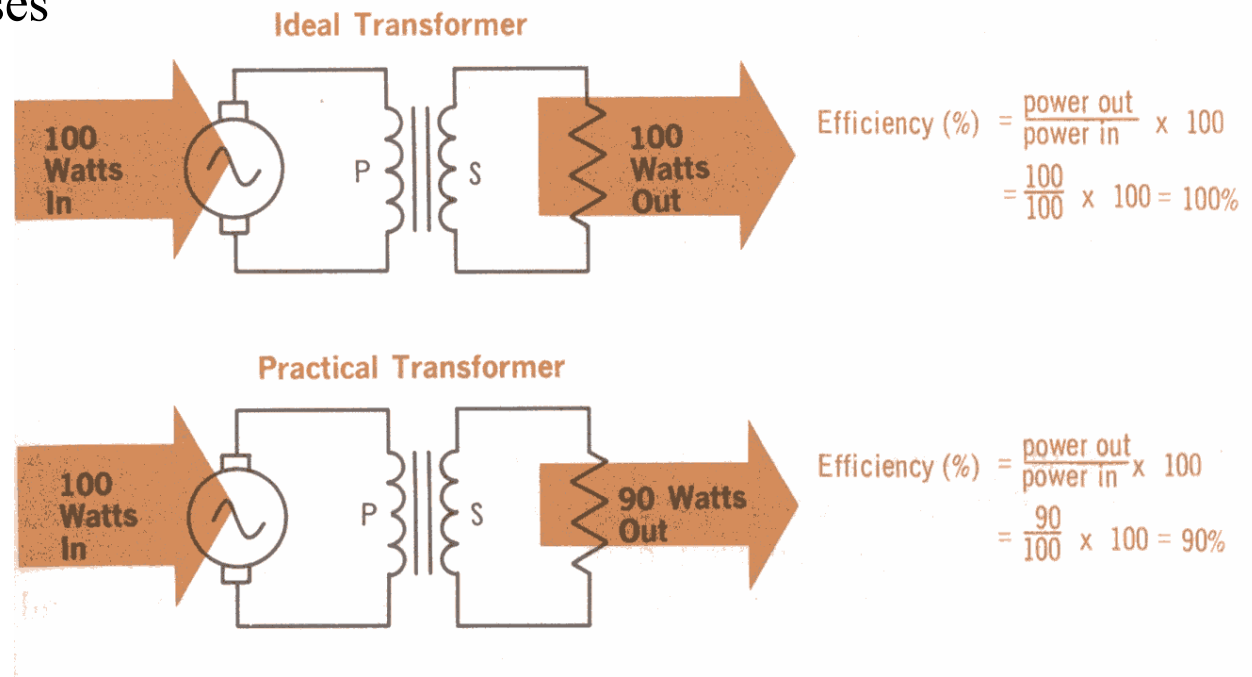 ses
Ideal Transformer
100
Watts
In
P
S
100
Watts
Out
Efficiency (%) = power out / power in x 100
= 100 / 100 x 100 = 100%
Practical Transformer
100
Watts
In
P
S
90 Watts
Out
Efficiency (%) = power out / power in x 100
= 90 / 100 x 100 = 90%